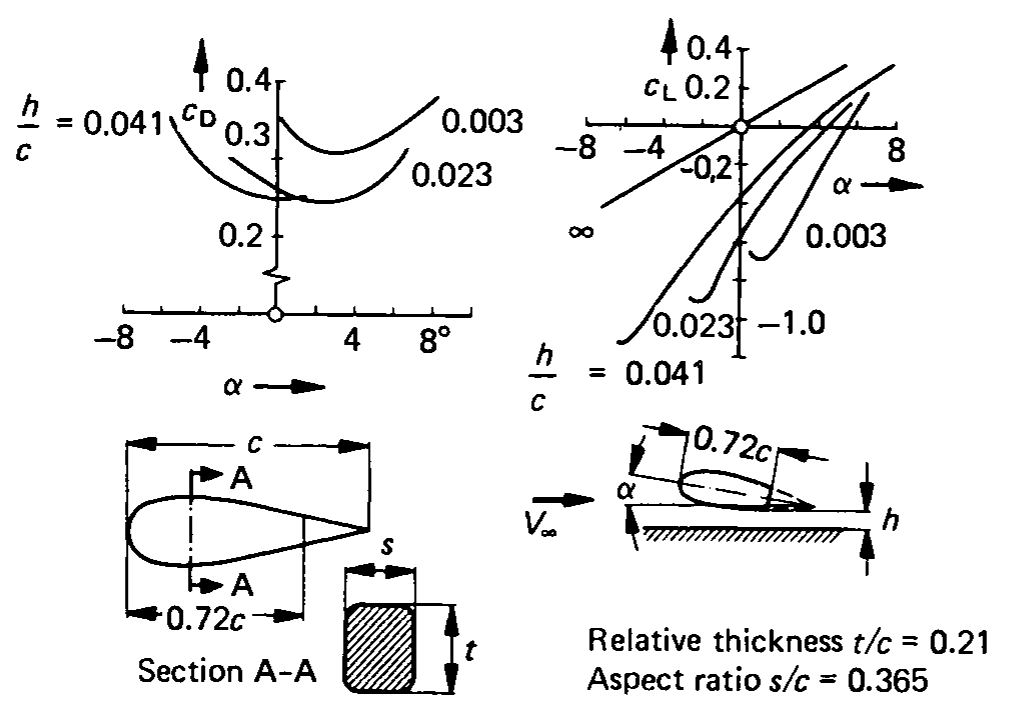 0.4
c_D
h/c = 0.041
0.3
0.003
0.023
0.2
-8 -4 4 8°
α
0.4
c_L 0.2
-8 -4 8
-0,2
α
∞
0.003
0.023
-1.0
h/c = 0.041
c
A
A
0.72c
Section A-A
s
t
0.72c
α
V_∞
h
Relative thickness t/c = 0.21
Aspect ratio s/c = 0.365